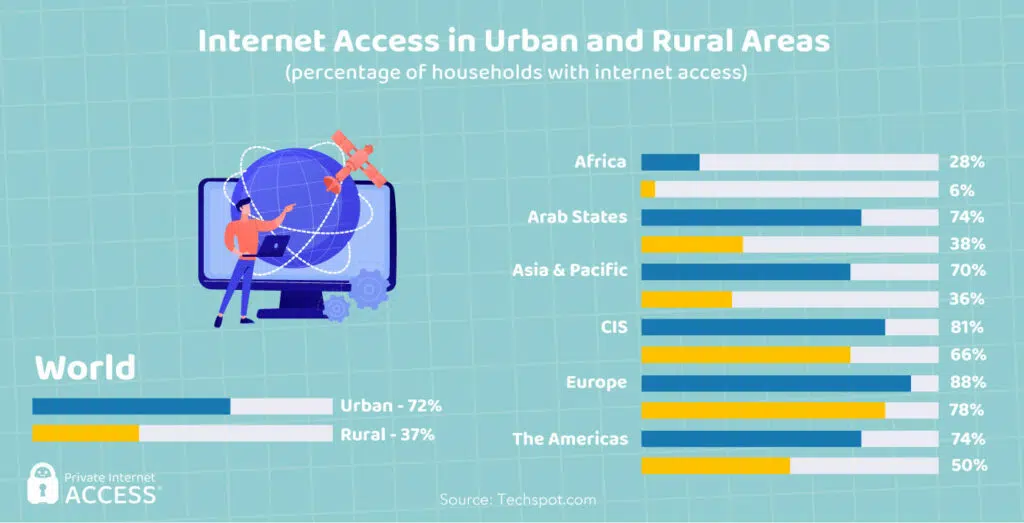 Internet Access in Urban and Rural Areas
(percentage of households with internet access)
Africa 28%
6%
Arab States 74%
38%
Asia & Pacific 70%
36%
CIS 81%
66%
Europe 88%
78%
The Americas 74%
50%
World
Urban - 72%
Rural - 37%
Private Internet
ACCESS®
Source: Techspot.com